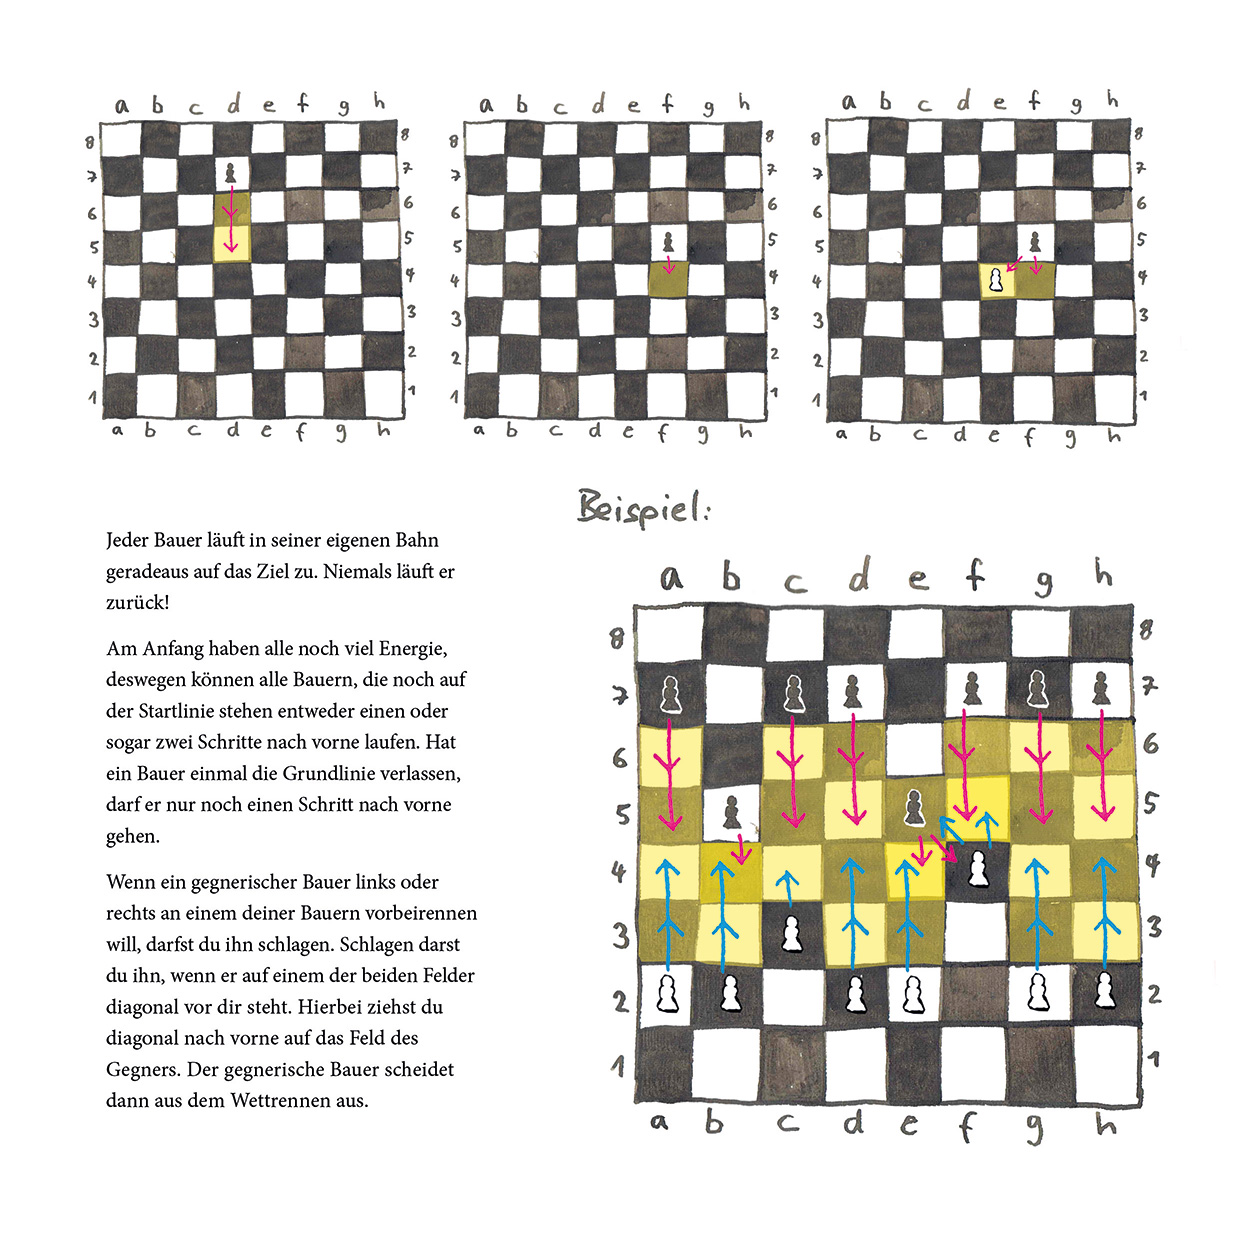 a b c d e f g h
8 8
7 7
6 6
5 5
4 4
3 3
2 2
1 1
a b c d e f g h
a b c d e f g h
8 8
7 7
6 6
5 5
4 4
3 3
2 2
1 1
a b c d e f g h
a b c d e f g h
8 8
7 7
6 6
5 5
4 4
3 3
2 2
1 1
a b c d e f g h
Jeder Bauer läuft in seiner eigenen Bahn
geradeaus auf das Ziel zu. Niemals läuft er
zurück!
Am Anfang haben alle noch viel Energie,
deswegen können alle Bauern, die noch auf
der Startlinie stehen entweder einen oder
sogar zwei Schritte nach vorne laufen. Hat
ein Bauer einmal die Grundlinie verlassen,
darf er nur noch einen Schritt nach vorne
gehen.
Wenn ein gegnerischer Bauer links oder
rechts an einem deiner Bauern vorbeirennen
will, darfst du ihn schlagen. Schlagen darst
du ihn, wenn er auf einem der beiden Felder
diagonal vor dir steht. Hierbei ziehst du
diagonal nach vorne auf das Feld des
Gegners. Der gegnerische Bauer scheidet
dann aus dem Wettrennen aus.
Beispiel:
a b c d e f g h
8 8
7 7
6 6
5 5
4 4
3 3
2 2
1 1
a b c d e f g h